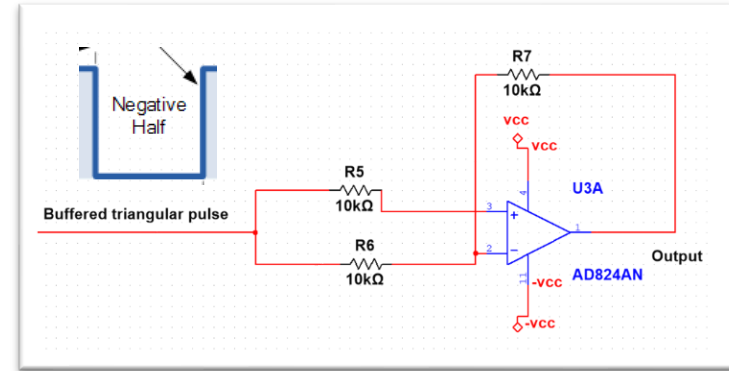 Negative
Half
R7
10kΩ
vcc
vcc
R5
10kΩ
4
U3A
3
+
1
Buffered triangular pulse
R6
10kΩ
2
−
Output
11
-vcc
AD824AN
-vcc